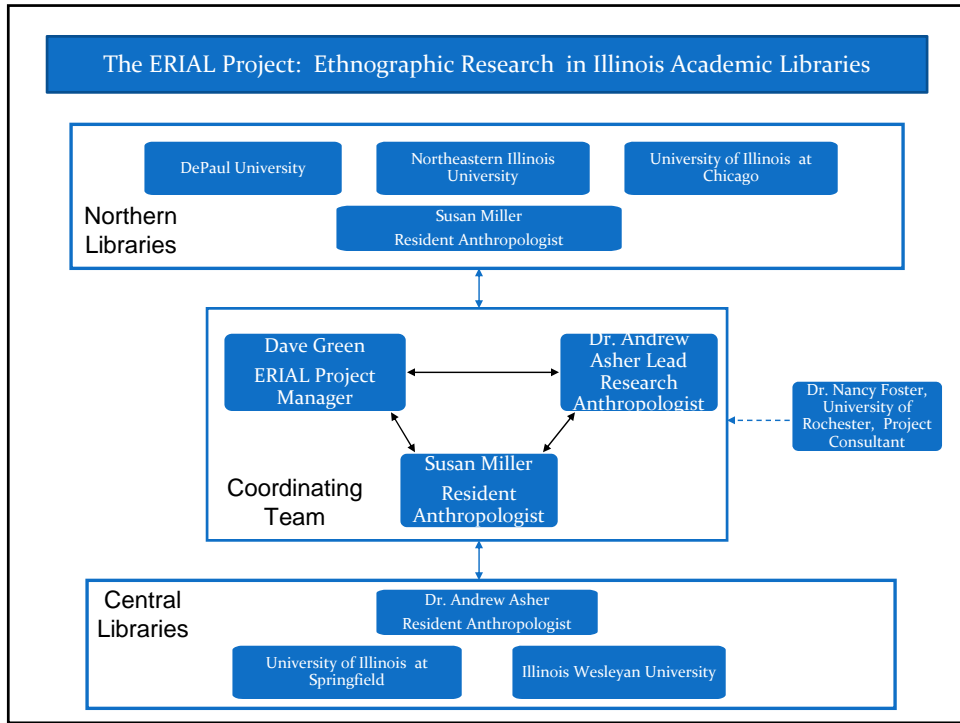 The ERIAL Project: Ethnographic Research in Illinois Academic Libraries
DePaul University
Northeastern Illinois
University
University of Illinois at
Chicago
Northern
Libraries
Susan Miller
Resident Anthropologist
Dave Green
ERIAL Project
Manager
Dr. Andrew
Asher Lead
Research
Anthropologist
Dr. Nancy Foster,
University of
Rochester, Project
Consultant
Susan Miller
Resident
Anthropologist
Coordinating
Team
Central
Libraries
Dr. Andrew Asher
Resident Anthropologist
University of Illinois at
Springfield
Illinois Wesleyan University